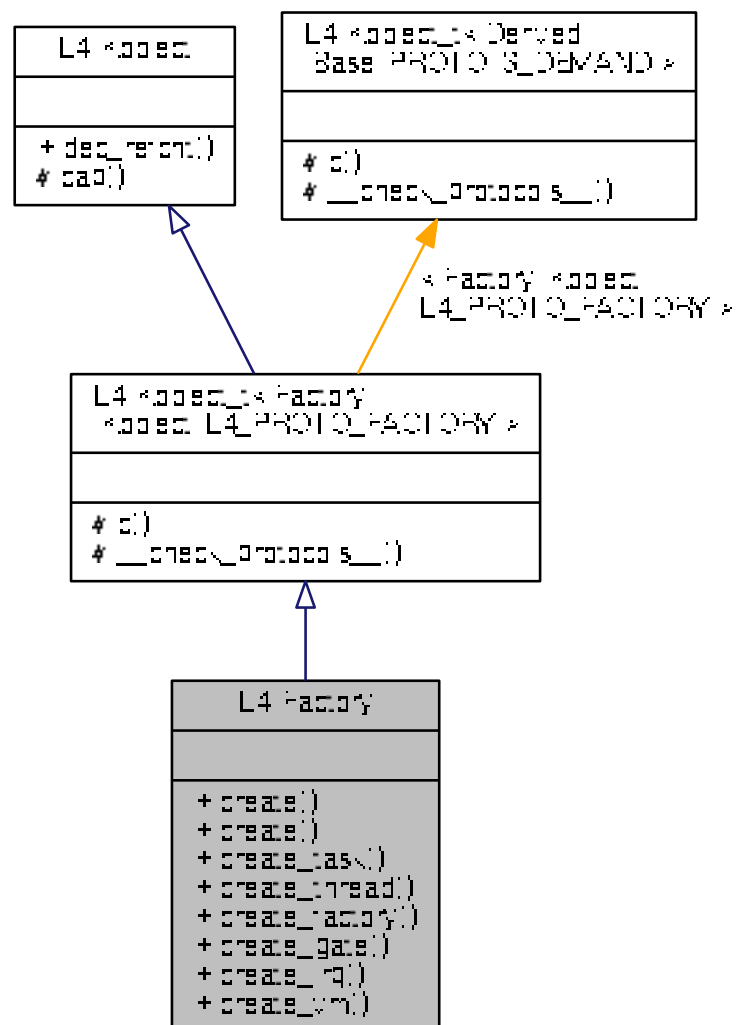 L4 Kobject
+ dec_refcnt()
# cap()
L4 Kobject_t< Derived
Base PROTO S_DEMAND >
# c()
# __check_protocols__()
< Factory Kobject
L4_PROTO_FACTORY >
L4 Kobject_t< Factory
Kobject L4_PROTO_FACTORY >
# c()
# __check_protocols__()
L4 Factory
+ create()
+ create()
+ create_task()
+ create_thread()
+ create_factory()
+ create_gate()
+ create_irq()
+ create_vm()